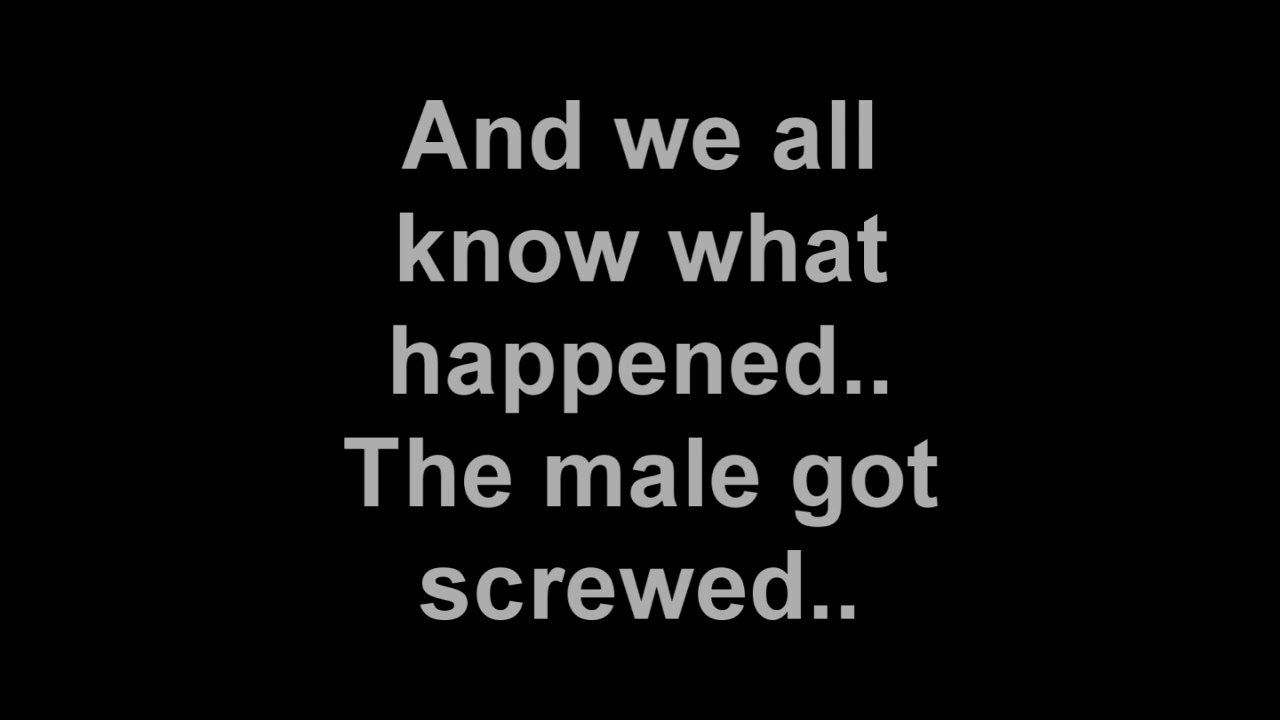 And we all
know what
happened..
The male got
screwed..